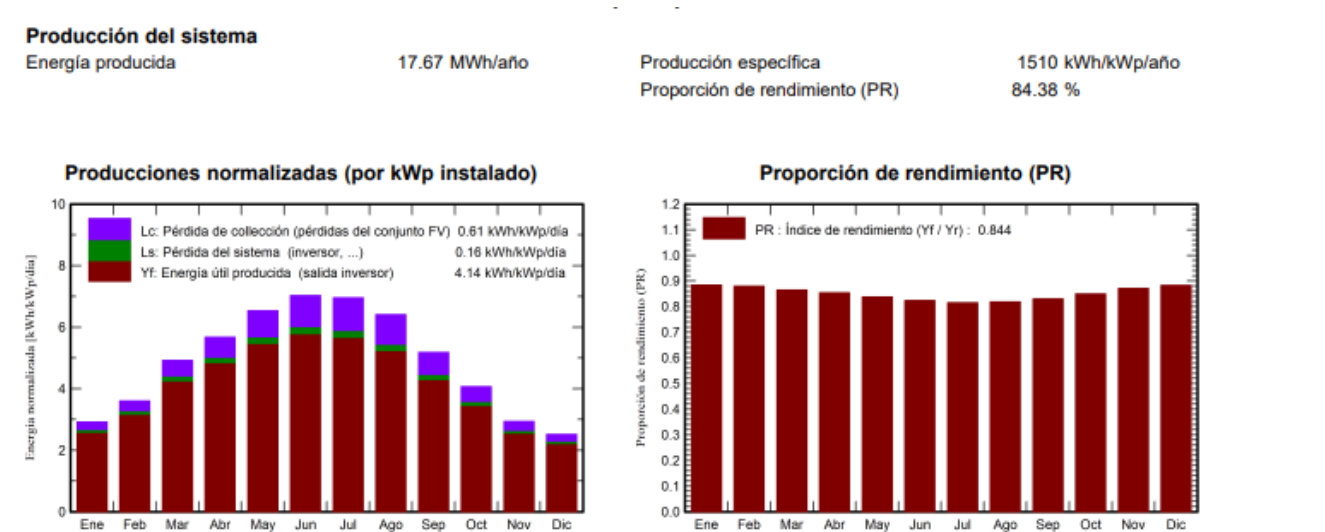 Producción del sistema
Energía producida 17.67 MWh/año Producción específica 1510 kWh/kWp/año
Proporción de rendimiento (PR) 84.38 %
Producciones normalizadas (por kWp instalado)
10
8
6
4
2
0
Energía normalizada [kWh/kWp/día]
Lc: Pérdida de collección (pérdidas del conjunto FV) 0.61 kWh/kWp/día
Ls: Pérdida del sistema (inversor, ...) 0.16 kWh/kWp/día
Yf: Energía útil producida (salida inversor) 4.14 kWh/kWp/día
Ene Feb Mar Abr May Jun Jul Ago Sep Oct Nov Dic
Proporción de rendimiento (PR)
1.2
1.1
1.0
0.9
0.8
0.7
0.6
0.5
0.4
0.3
0.2
0.1
0.0
Proporción de rendimiento (PR)
PR : Índice de rendimiento (Yf / Yr) : 0.844
Ene Feb Mar Abr May Jun Jul Ago Sep Oct Nov Dic